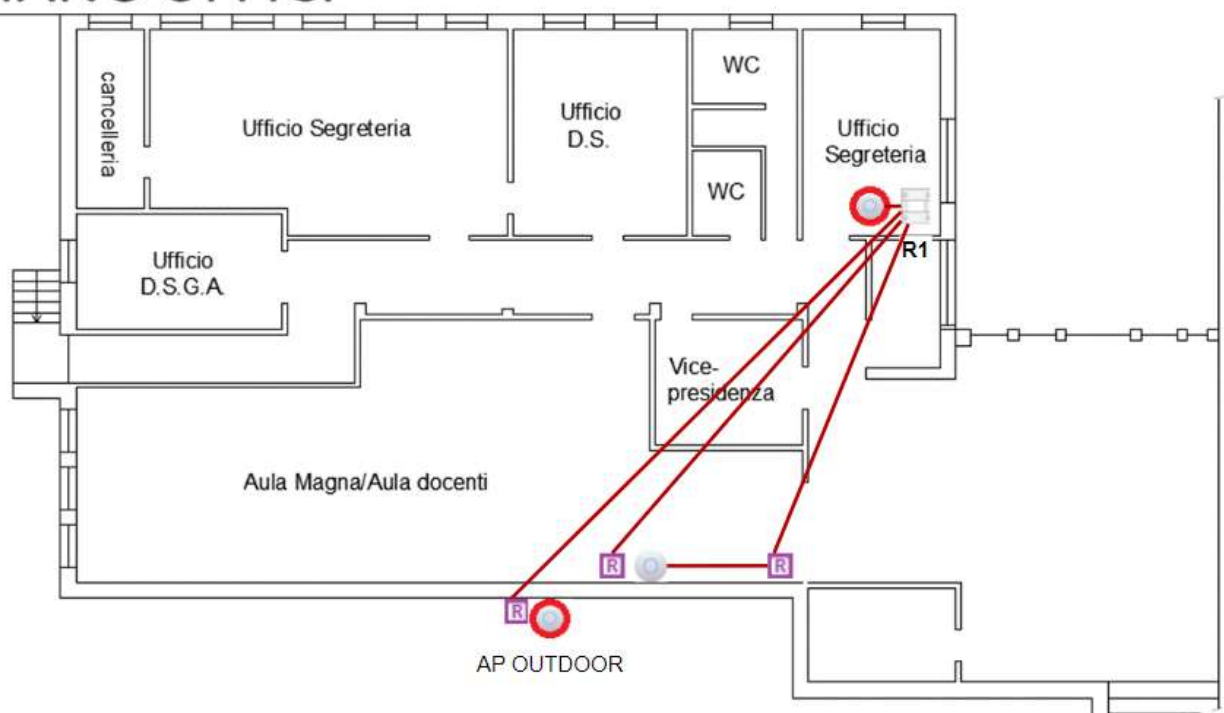 cancelleria
Ufficio Segreteria
Ufficio
D.S.
WC
WC
Ufficio
Segreteria
R1
Ufficio
D.S.G.A.
Vice-
presidenza
Aula Magna/Aula docenti
R
R
R
AP OUTDOOR